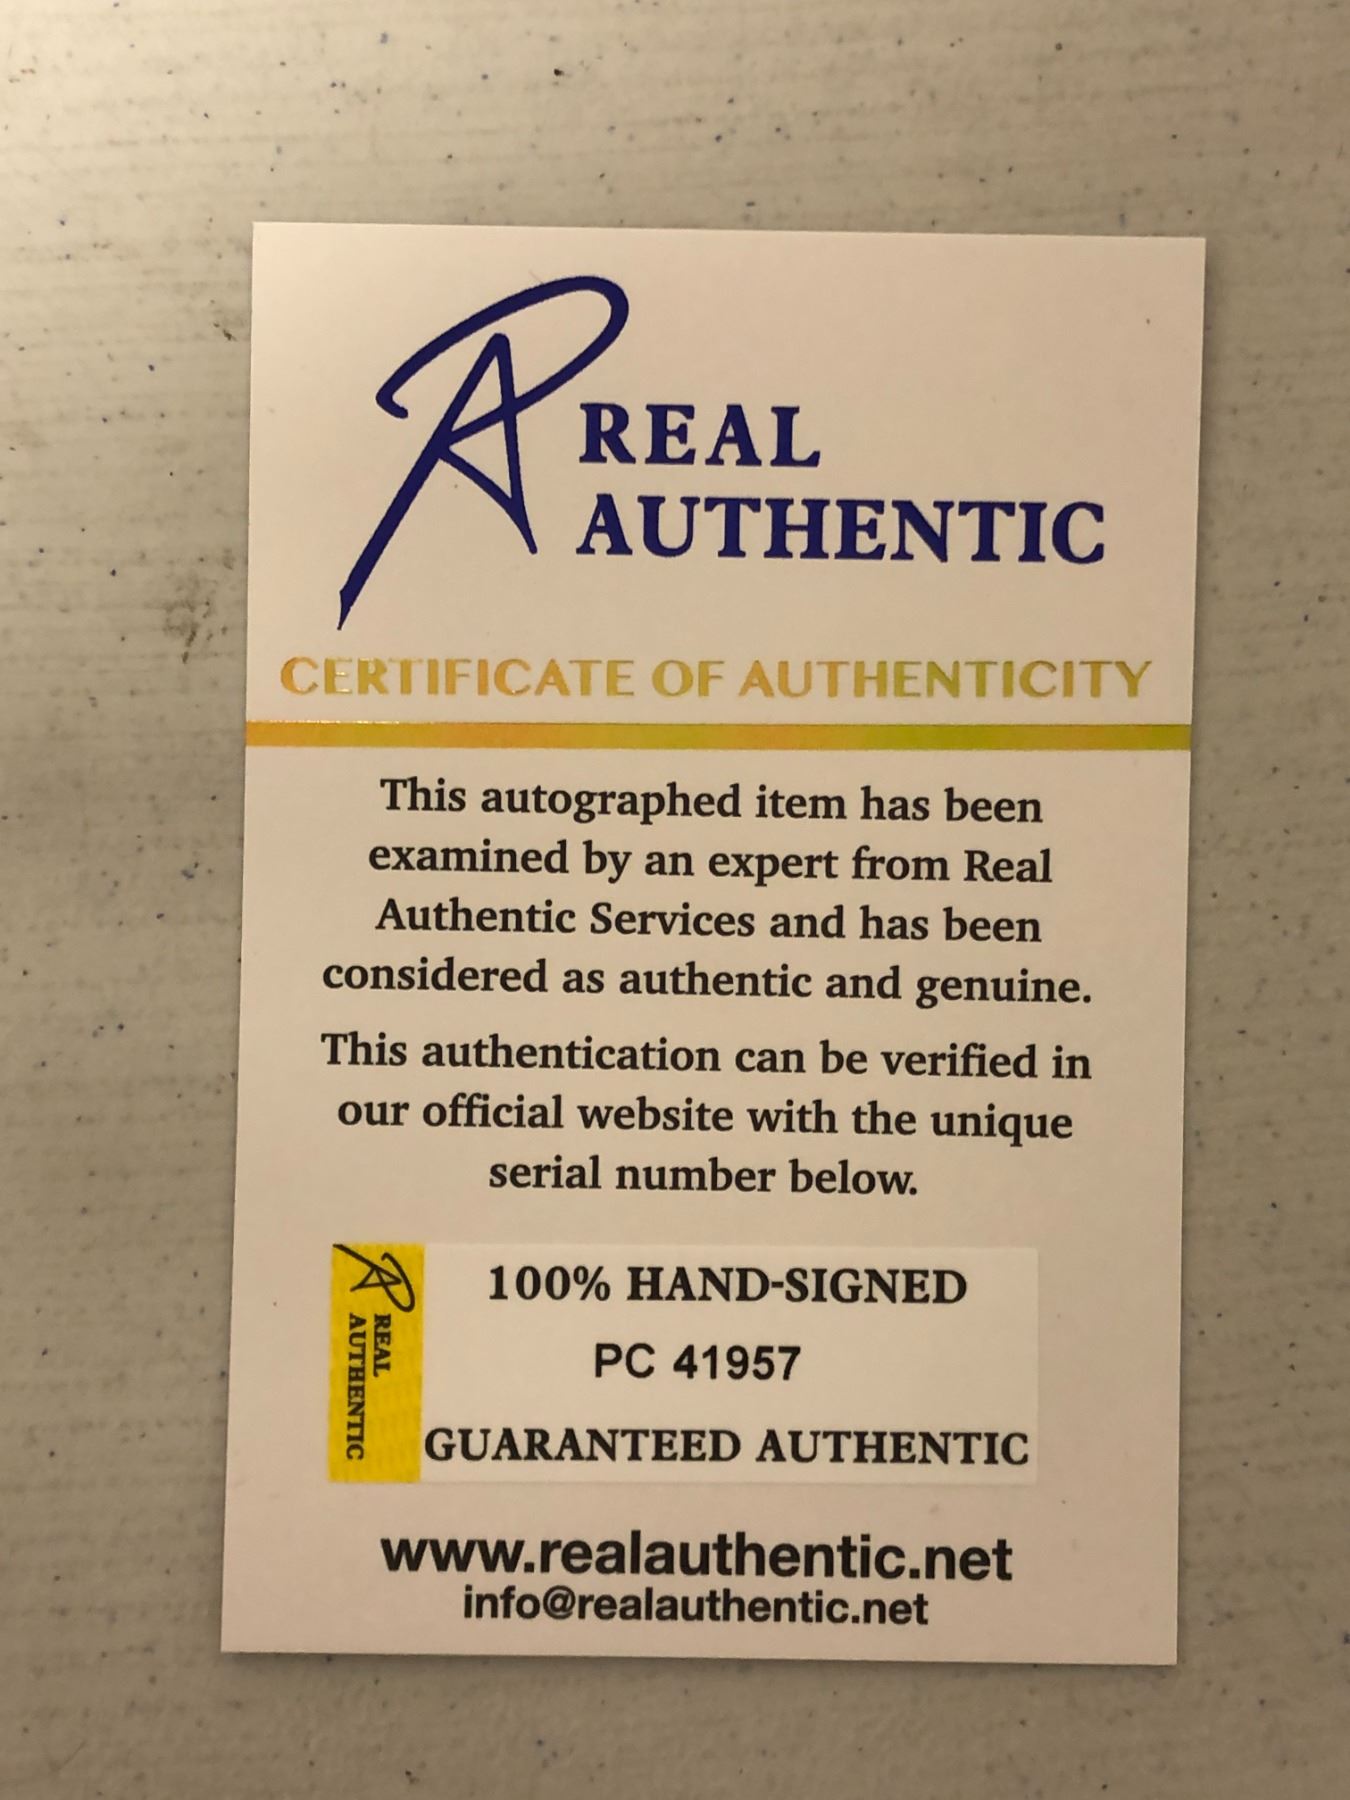 REAL
AUTHENTIC
CERTIFICATE OF AUTHENTICITY
This autographed item has been
examined by an expert from Real
Authentic Services and has been
considered as authentic and genuine.
This authentication can be verified in
our official website with the unique
serial number below.
REAL
AUTHENTIC
100% HAND-SIGNED
PC 41957
GUARANTEED AUTHENTIC
www.realauthentic.net
info@realauthentic.net